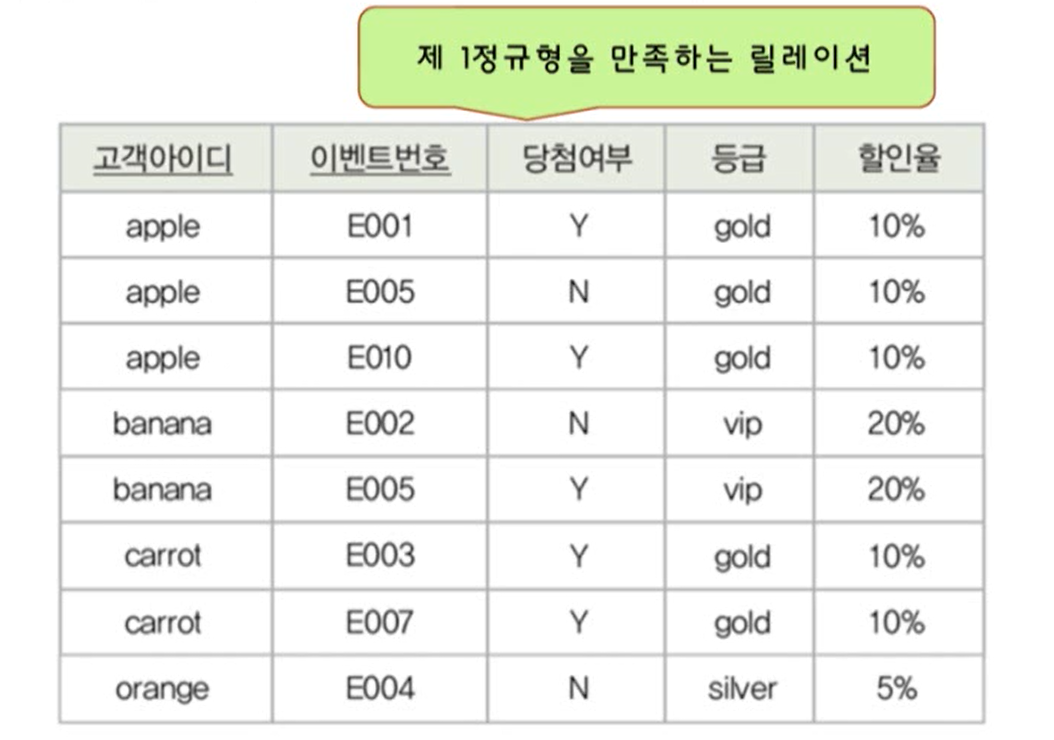 제 1정규형을 만족하는 릴레이션
고객아이디 이벤트번호 당첨여부 등급 할인율
apple E001 Y gold 10%
apple E005 N gold 10%
apple E010 Y gold 10%
banana E002 N vip 20%
banana E005 Y vip 20%
carrot E003 Y gold 10%
carrot E007 Y gold 10%
orange E004 N silver 5%